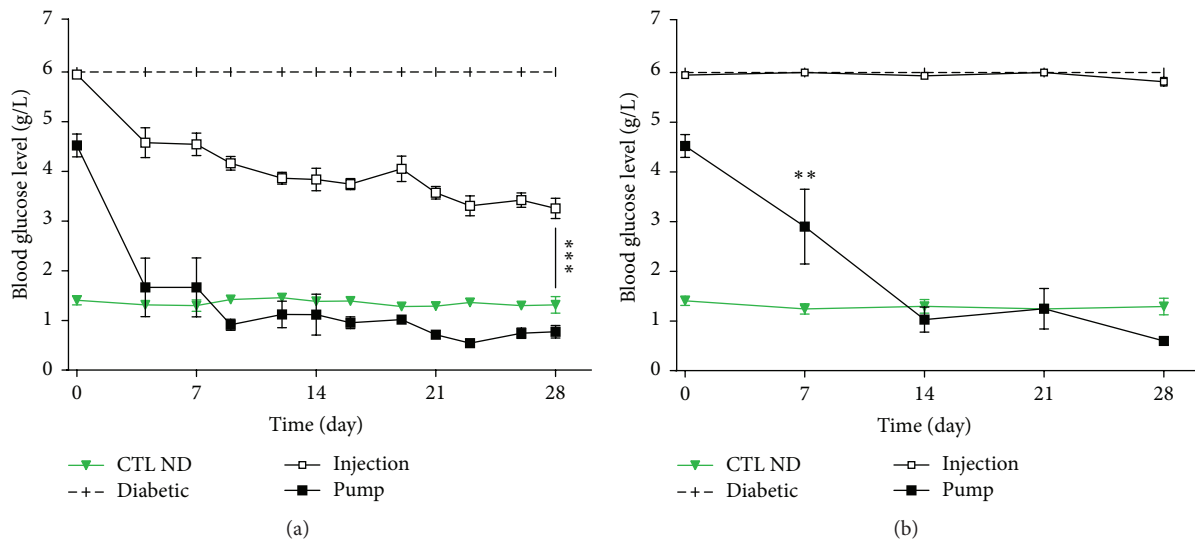 7
6
5
4
3
2
1
0
Blood glucose level (g/L)
***
0 7 14 21 28
Time (day)
CTL ND
Diabetic
Injection
Pump
(a)
7
6
5
4
3
2
1
0
Blood glucose level (g/L)
**
0 7 14 21 28
Time (day)
CTL ND
Diabetic
Injection
Pump
(b)